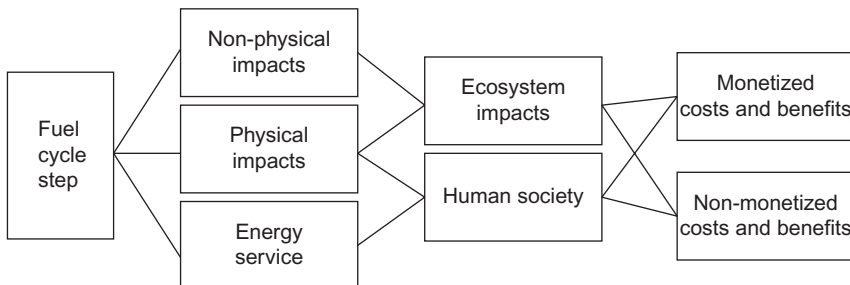 Fuel
cycle
step
Non-physical
impacts
Physical
impacts
Energy
service
Ecosystem
impacts
Human society
Monetized
costs and benefits
Non-monetized
costs and benefits